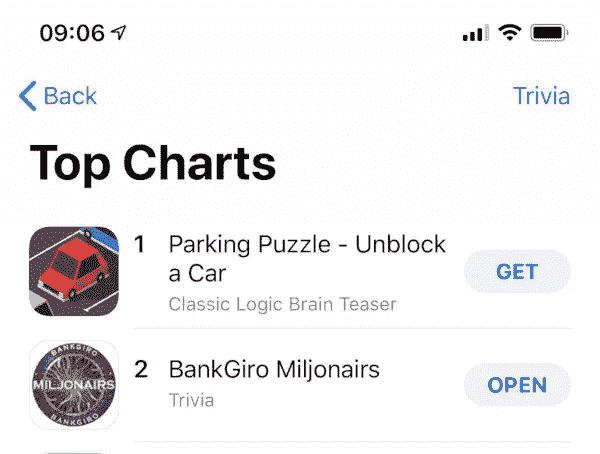 09:06
Back
Trivia
Top Charts
1
Parking Puzzle - Unblock
a Car
Classic Logic Brain Teaser
GET
BANKGIRO
MILJONAIRS
BANKGIRO
2
BankGiro Miljonairs
Trivia
OPEN